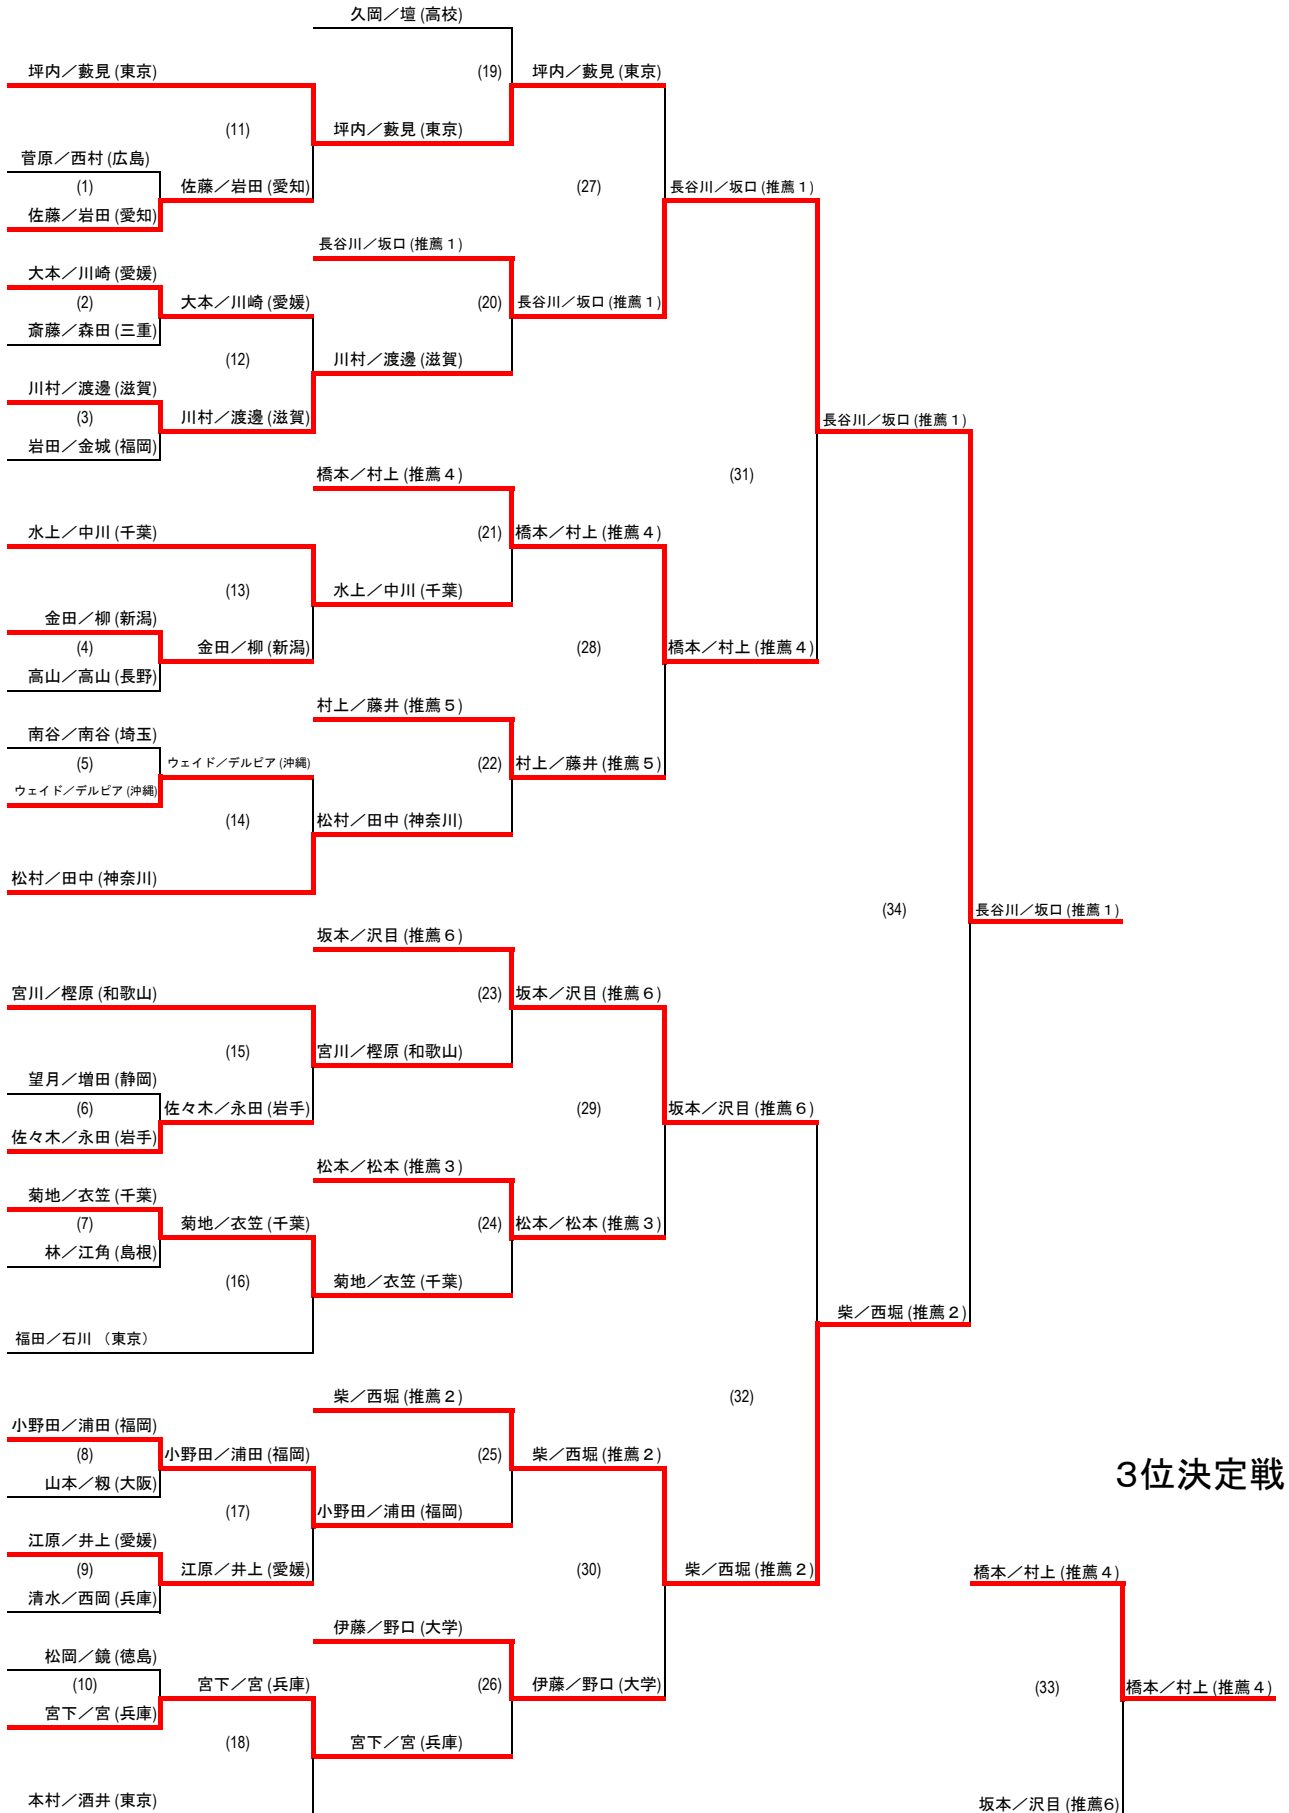 久岡／壇 (高校)
坪内／藪見 (東京)
(19)
坪内／藪見 (東京)
(11)
坪内／藪見 (東京)
菅原／西村 (広島)
(1)
佐藤／岩田 (愛知)
(27)
長谷川／坂口 (推薦１)
佐藤／岩田 (愛知)
長谷川／坂口 (推薦１)
大本／川崎 (愛媛)
(2)
大本／川崎 (愛媛)
(20)
長谷川／坂口 (推薦１)
斎藤／森田 (三重)
(12)
川村／渡邊 (滋賀)
川村／渡邊 (滋賀)
(3)
川村／渡邊 (滋賀)
長谷川／坂口 (推薦１)
岩田／金城 (福岡)
橋本／村上 (推薦４)
(31)
水上／中川 (千葉)
(21)
橋本／村上 (推薦４)
(13)
水上／中川 (千葉)
金田／柳 (新潟)
(4)
金田／柳 (新潟)
(28)
橋本／村上 (推薦４)
高山／高山 (長野)
村上／藤井 (推薦５)
南谷／南谷 (埼玉)
(5)
ウェイド／デルピア (沖縄)
(22)
村上／藤井 (推薦５)
ウェイド／デルピア (沖縄)
(14)
松村／田中 (神奈川)
松村／田中 (神奈川)
(34)
長谷川／坂口 (推薦１)
坂本／沢目 (推薦６)
宮川／樫原 (和歌山)
(23)
坂本／沢目 (推薦６)
(15)
宮川／樫原 (和歌山)
望月／増田 (静岡)
(6)
佐々木／永田 (岩手)
(29)
坂本／沢目 (推薦６)
佐々木／永田 (岩手)
松本／松本 (推薦３)
菊地／衣笠 (千葉)
(7)
菊地／衣笠 (千葉)
(24)
松本／松本 (推薦３)
林／江角 (島根)
(16)
菊地／衣笠 (千葉)
柴／西堀 (推薦２)
福田／石川 （東京）
柴／西堀 (推薦２)
(32)
小野田／浦田 (福岡)
(8)
小野田／浦田 (福岡)
(25)
柴／西堀 (推薦２)
山本／籾 (大阪)
3位決定戦
(17)
小野田／浦田 (福岡)
江原／井上 (愛媛)
(9)
江原／井上 (愛媛)
(30)
柴／西堀 (推薦２)
橋本／村上 (推薦４)
清水／西岡 (兵庫)
伊藤／野口 (大学)
松岡／鏡 (徳島)
(10)
宮下／宮 (兵庫)
(26)
伊藤／野口 (大学)
(33)
橋本／村上 (推薦４)
宮下／宮 (兵庫)
(18)
宮下／宮 (兵庫)
本村／酒井 (東京)
坂本／沢目 (推薦6)